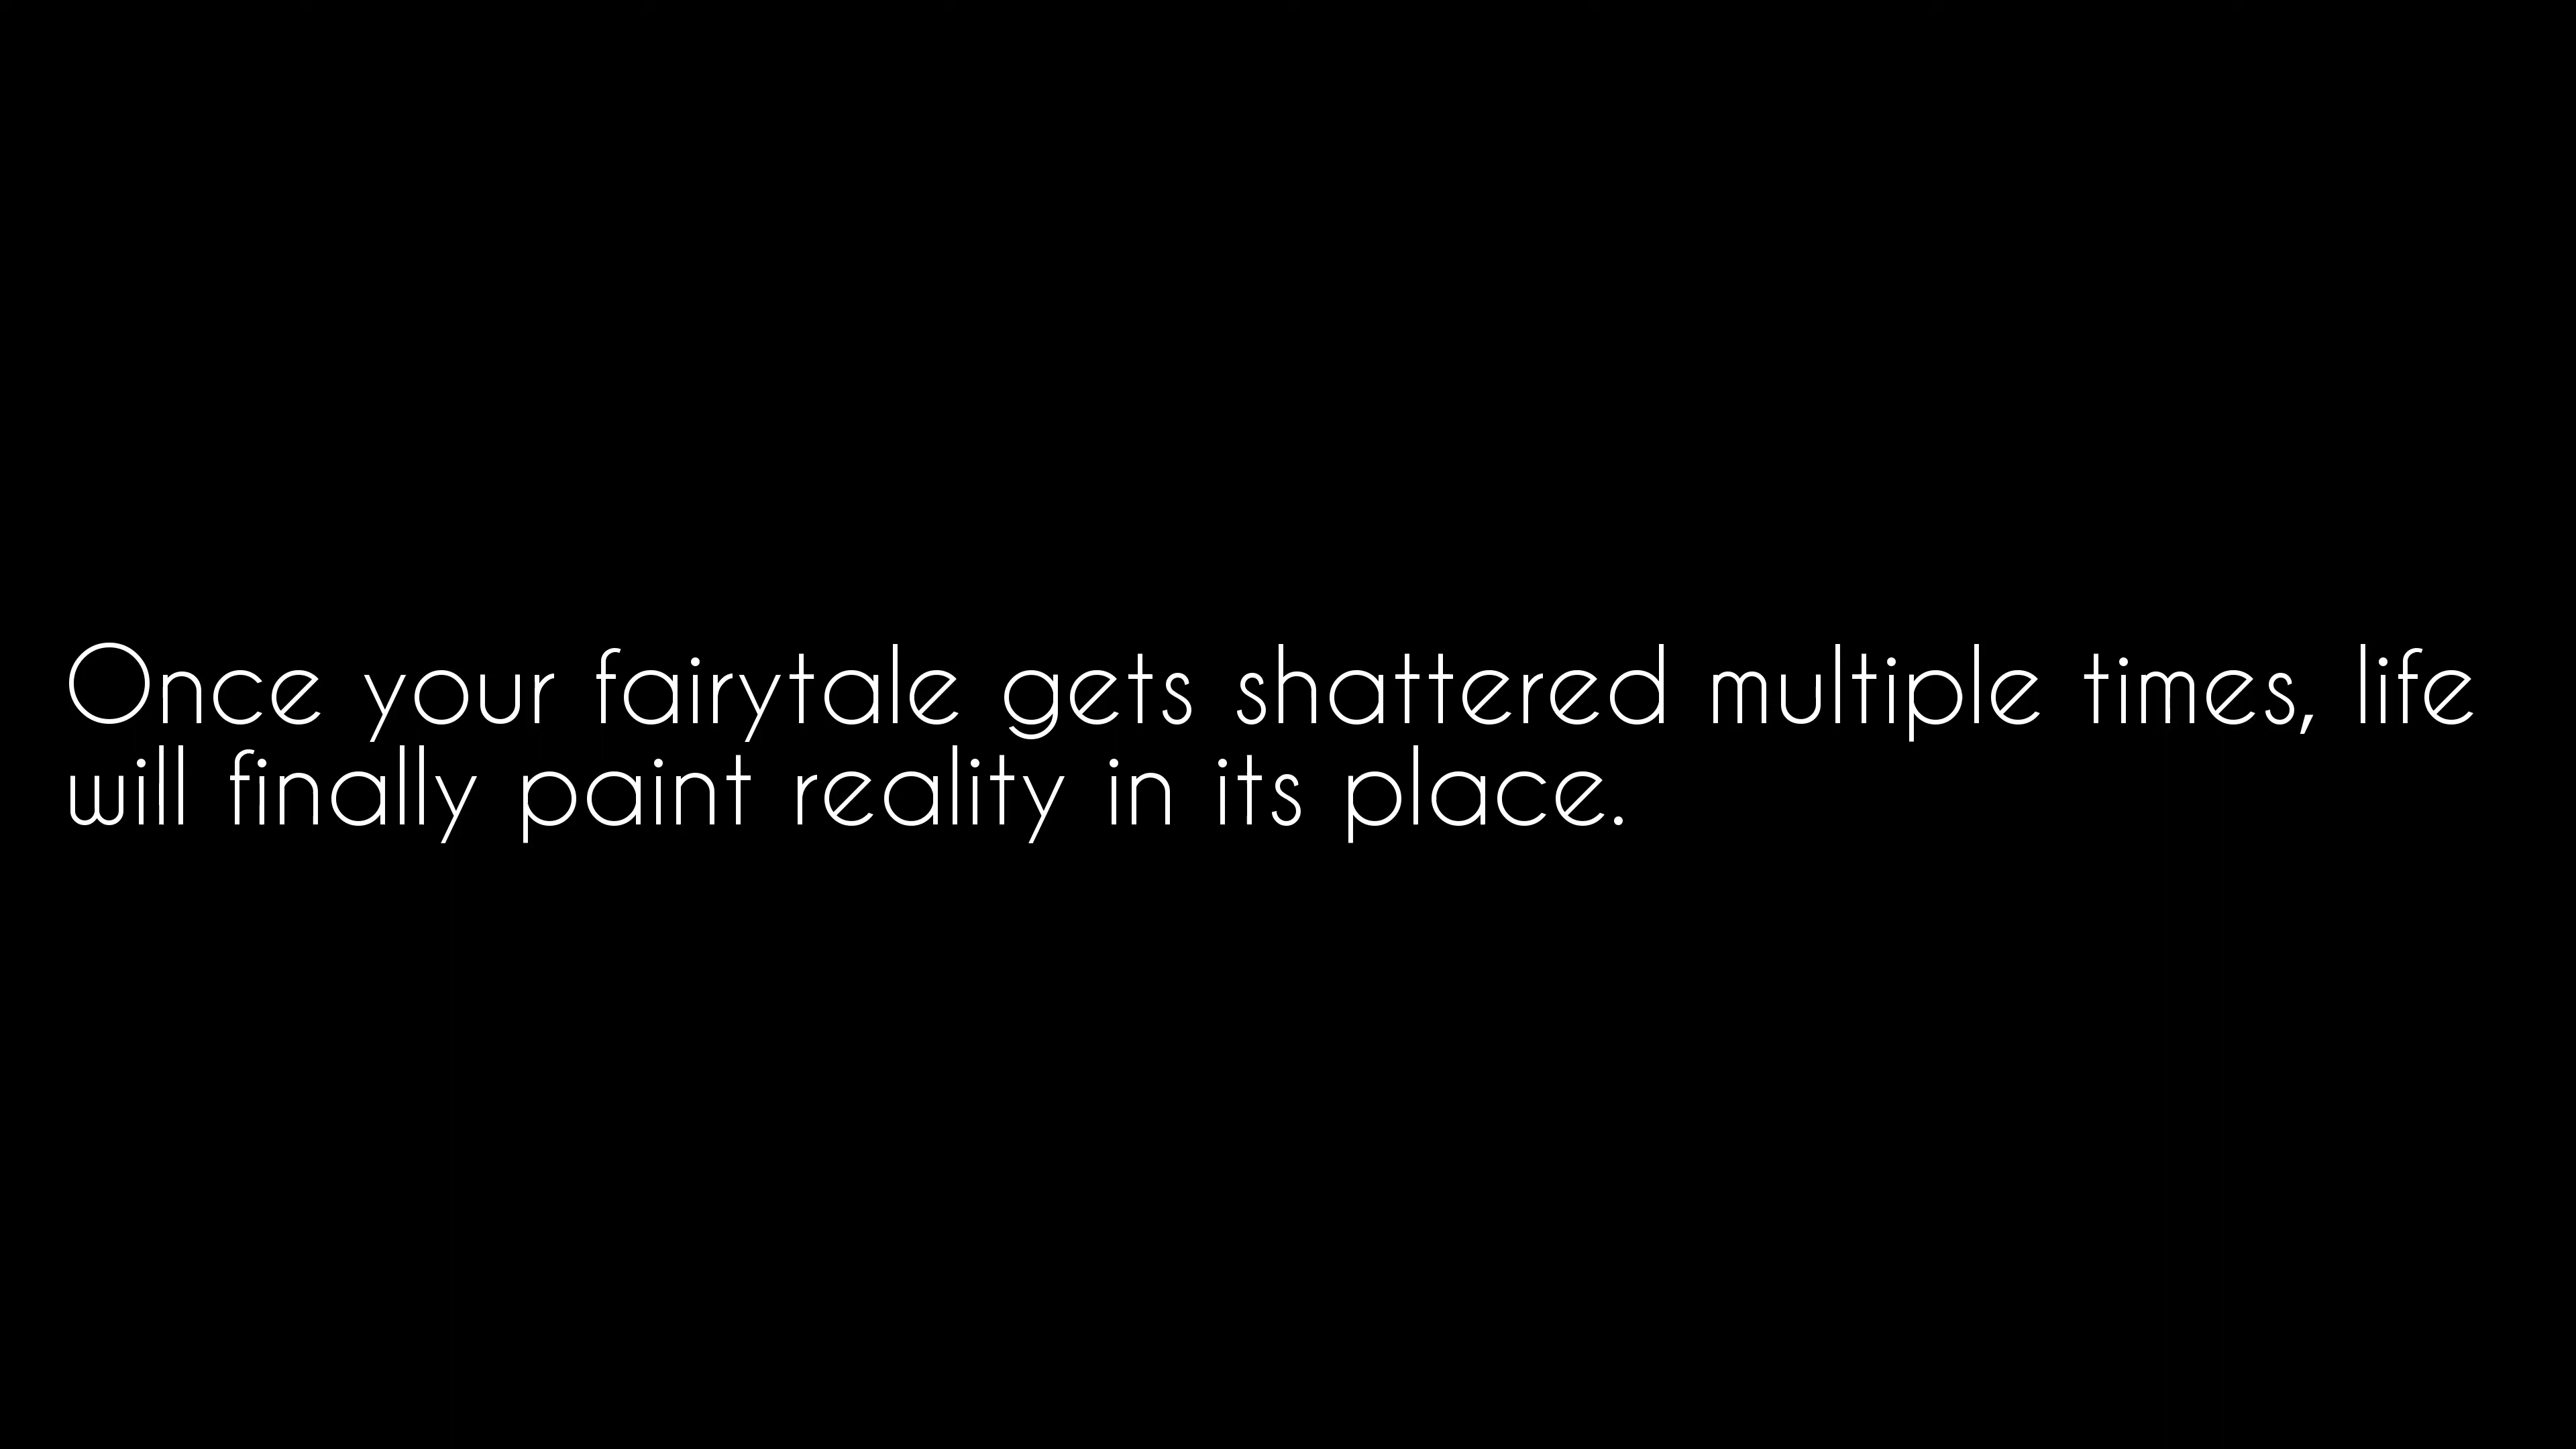 Once your fairytale gets shattered multiple times, life
will finally paint reality in its place.